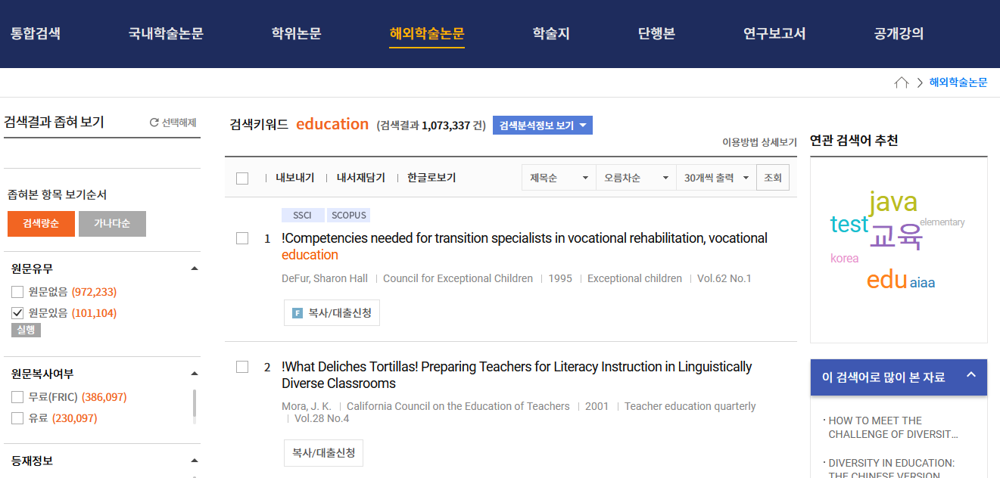 통합검색 국내학술논문 학위논문 해외학술논문 학술지 단행본 연구보고서 공개강의
해외학술논문
검색결과 좁혀 보기 선택해제
좁혀본 항목 보기순서
검색량순 가나다순
원문유무
원문없음 (972,233)
원문있음 (101,104)
실행
원문복사여부
무료(FRIC) (386,097)
유료 (230,097)
등재정보
검색키워드 education (검색결과 1,073,337 건) 검색분석정보 보기
이용방법 상세보기
내보내기 | 내서재담기 | 한글로보기 제목순 오름차순 30개씩 출력 조회
SSCI SCOPUS
1 !Competencies needed for transition specialists in vocational rehabilitation, vocational
education
DeFur, Sharon Hall | Council for Exceptional Children | 1995 | Exceptional children | Vol.62 No.1
F 복사/대출신청
2 !What Deliches Tortillas! Preparing Teachers for Literacy Instruction in Linguistically
Diverse Classrooms
Mora, J. K. | California Council on the Education of Teachers | 2001 | Teacher education quarterly
| Vol.28 No.4
복사/대출신청
연관 검색어 추천
java
test
elementary
교육
korea
edu
aiaa
이 검색어로 많이 본 자료
· HOW TO MEET THE
CHALLENGE OF DIVERSIT...
· DIVERSITY IN EDUCATION:
THE CHINESE VERSION